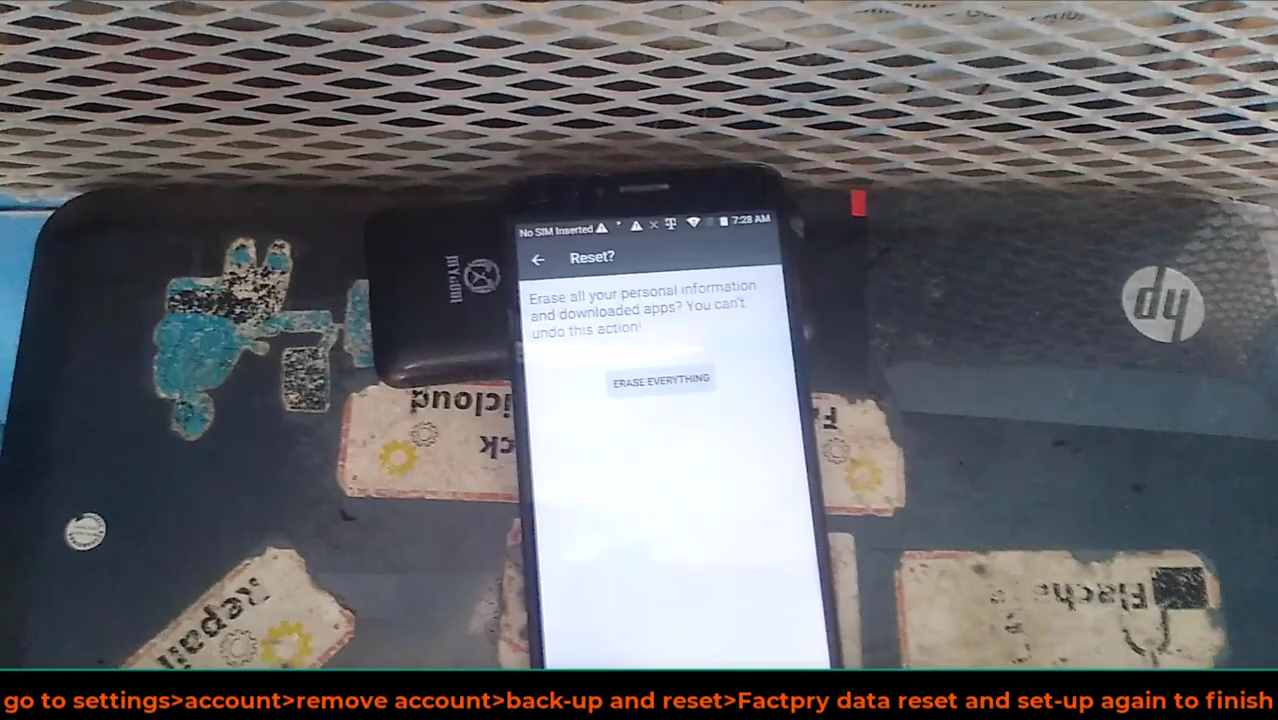 No SIM Inserted
7:28 AM
Reset?
Erase all your personal information
and downloaded apps? You can't
undo this action!
ERASE EVERYTHING
hp
icloud
Repair
go to settings>account>remove account>back-up and reset>Factpry data reset and set-up again to finish